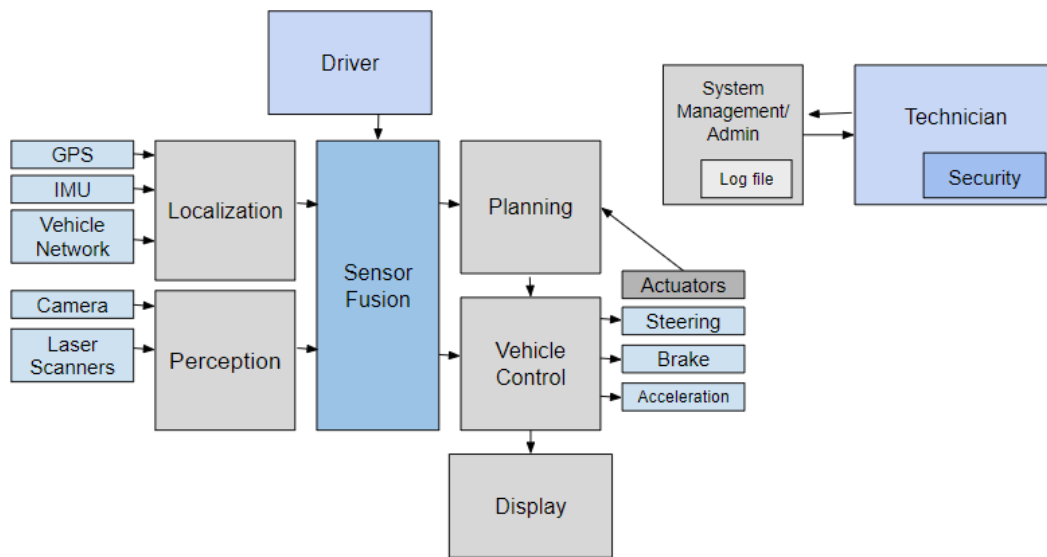 Driver
System
Management/
Admin
Log file
Technician
Security
GPS
IMU
Vehicle
Network
Localization
Camera
Laser
Scanners
Perception
Sensor
Fusion
Planning
Actuators
Steering
Brake
Acceleration
Vehicle
Control
Display